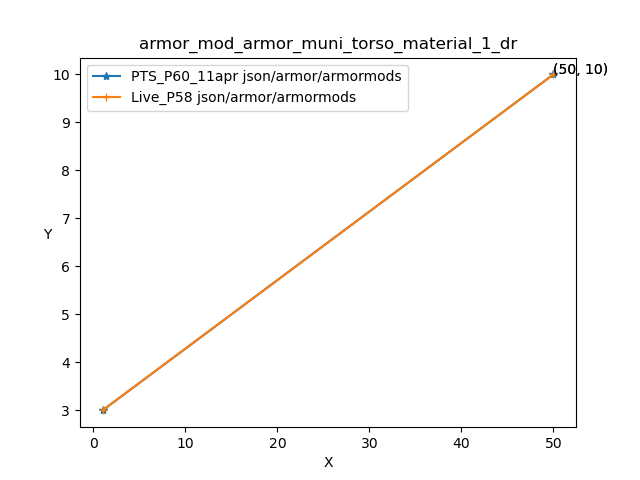 armor_mod_armor_muni_torso_material_1_dr
PTS_P60_11apr json/armor/armormods
Live_P58 json/armor/armormods
(50, 10)
10
9
8
7
6
5
4
3
Y
0 10 20 30 40 50
X